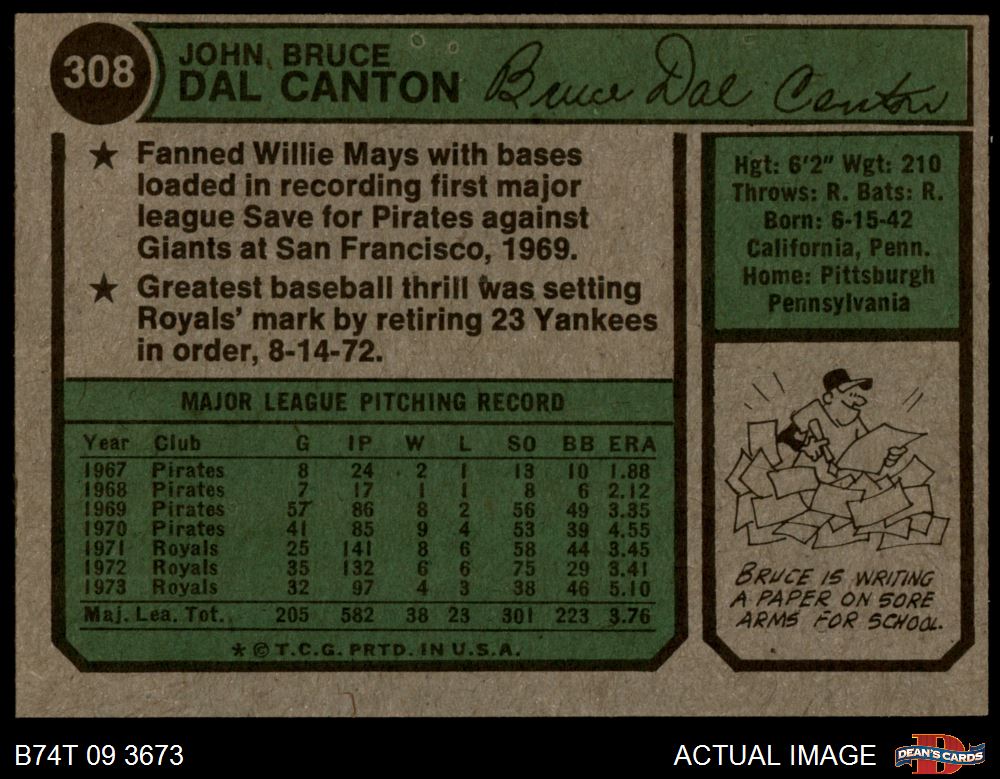 308
JOHN BRUCE
DAL CANTON
Bruce Dal Canton
★ Fanned Willie Mays with bases
loaded in recording first major
league Save for Pirates against
Giants at San Francisco, 1969.
★ Greatest baseball thrill was setting
Royals' mark by retiring 23 Yankees
in order, 8-14-72.
Hgt: 6'2" Wgt: 210
Throws: R. Bats: R.
Born: 6-15-42
California, Penn.
Home: Pittsburgh
Pennsylvania
MAJOR LEAGUE PITCHING RECORD
Year Club G IP W L SO BB ERA
1967 Pirates 8 24 2 1 13 10 1.88
1968 Pirates 7 17 1 1 8 6 2.12
1969 Pirates 57 86 8 2 56 49 3.35
1970 Pirates 41 85 9 4 53 39 4.55
1971 Royals 25 141 8 6 58 44 3.45
1972 Royals 35 132 6 6 75 29 3.41
1973 Royals 32 97 4 3 38 46 5.10
Maj. Lea. Tot. 205 582 38 23 301 223 3.76
* © T.C.G. PRTD. IN U.S.A.
BRUCE IS WRITING
A PAPER ON SORE
ARMS FOR SCHOOL.
B74T 09 3673
ACTUAL IMAGE
D
DEAN'S CARDS